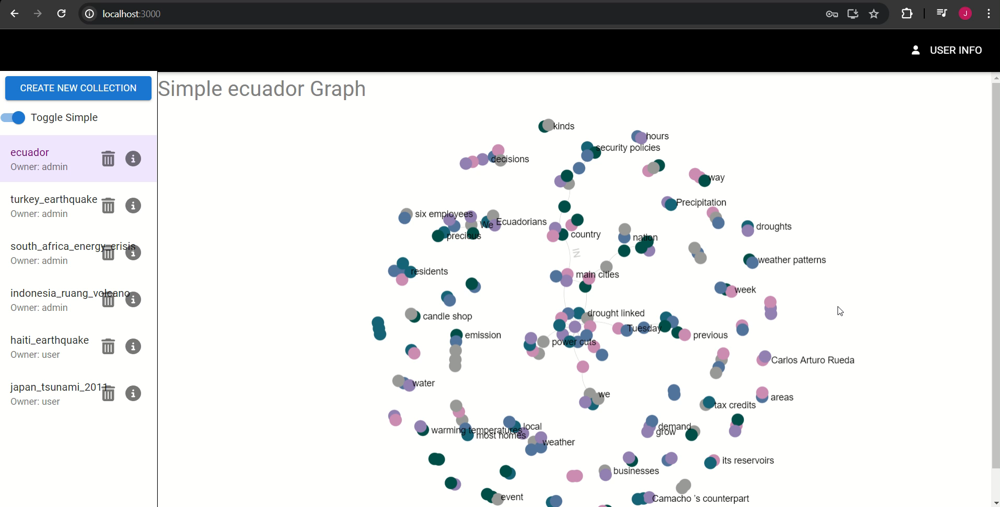 localhost:3000
J
USER INFO
CREATE NEW COLLECTION
Toggle Simple
ecuador
Owner: admin
turkey_earthquake
Owner: admin
south_africa_energy_crisis
Owner: admin
indonesia_ruang_volcano
Owner: admin
haiti_earthquake
Owner: user
japan_tsunami_2011
Owner: user
Simple ecuador Graph
kinds
hours
security policies
decisions
way
Precipitation
six employees
We
Ecuadorians
precious
country
nation
droughts
IN
weather patterns
residents
main cities
week
candle shop
drought linked
emission
Tuesday
previous
power cuts
Carlos Arturo Rueda
water
we
areas
tax credits
warming temperatures
local
most homes
demand
grow
weather
its reservoirs
businesses
event
Camacho 's counterpart